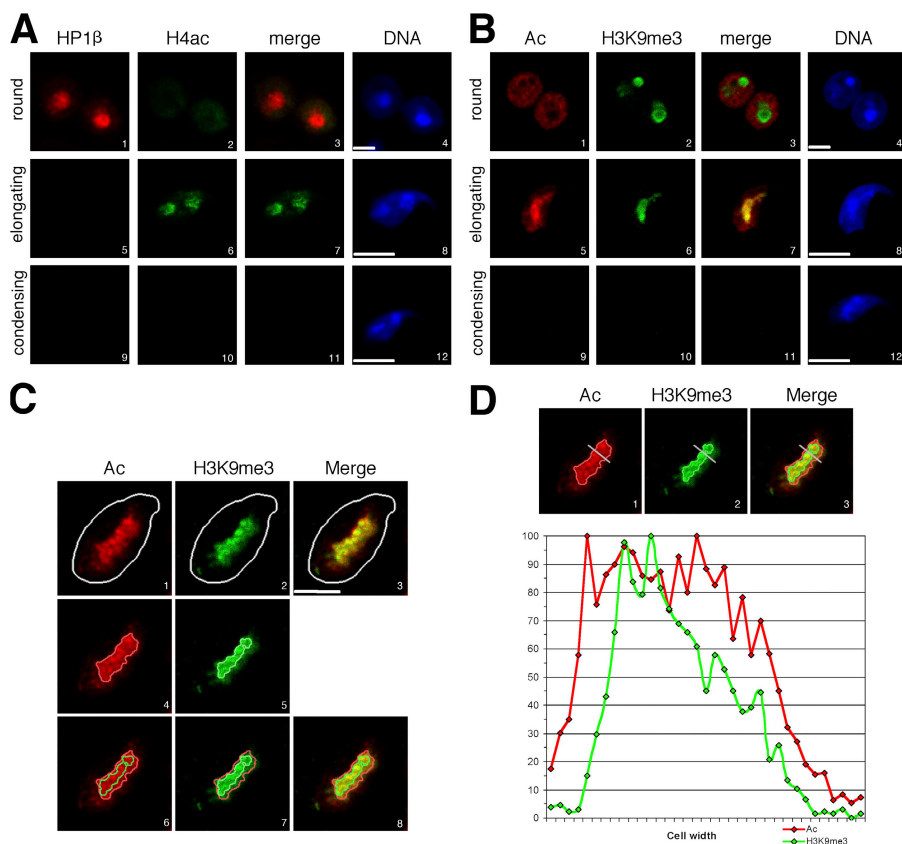 A
HP1β H4ac merge DNA
round
1 2 3 4
elongating
5 6 7 8
condensing
9 10 11 12
B
Ac H3K9me3 merge DNA
round
1 2 3 4
elongating
5 6 7 8
condensing
9 10 11 12
C
Ac H3K9me3 Merge
1 2 3
4 5
6 7 8
D
Ac H3K9me3 Merge
1 2 3
100
90
80
70
60
50
40
30
20
10
0
Cell width
Ac
H3K9me3